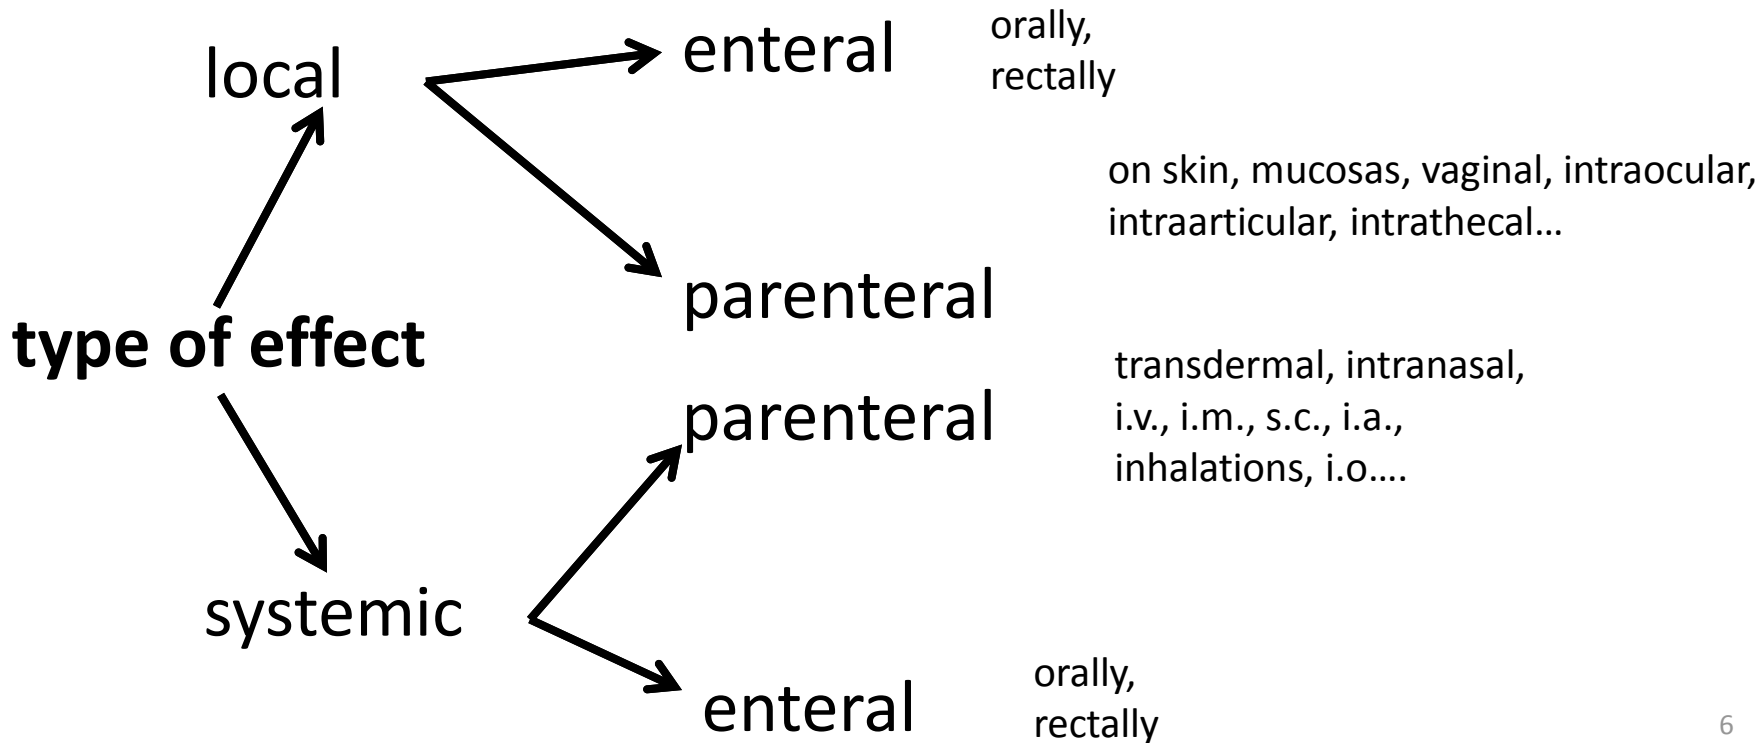 local
enteral
orally,
rectally
on skin, mucosas, vaginal, intraocular,
intraarticular, intrathecal…
parenteral
type of effect
parenteral
transdermal, intranasal,
i.v., i.m., s.c., i.a.,
inhalations, i.o….
systemic
enteral
orally,
rectally
6